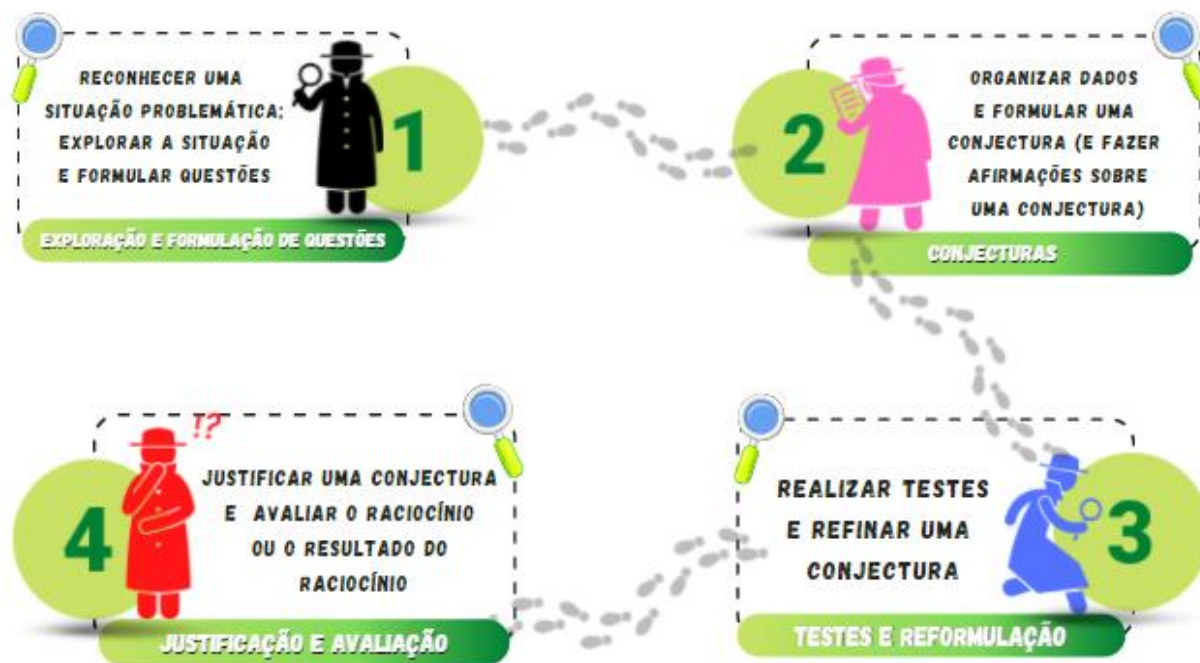 RECONHECER UMA
SITUAÇÃO PROBLEMÁTICA;
EXPLORAR A SITUAÇÃO
E FORMULAR QUESTÕES
1
EXPLORAÇÃO E FORMULAÇÃO DE QUESTÕES
2
ORGANIZAR DADOS
E FORMULAR UMA
CONJECTURA (E FAZER
AFIRMAÇÕES SOBRE
UMA CONJECTURA)
CONJECTURAS
REALIZAR TESTES
E REFINAR UMA
CONJECTURA
3
TESTES E REFORMULAÇÃO
4
!?
JUSTIFICAR UMA CONJECTURA
E AVALIAR O RACIOCÍNIO
OU O RESULTADO DO
RACIOCÍNIO
JUSTIFICAÇÃO E AVALIAÇÃO